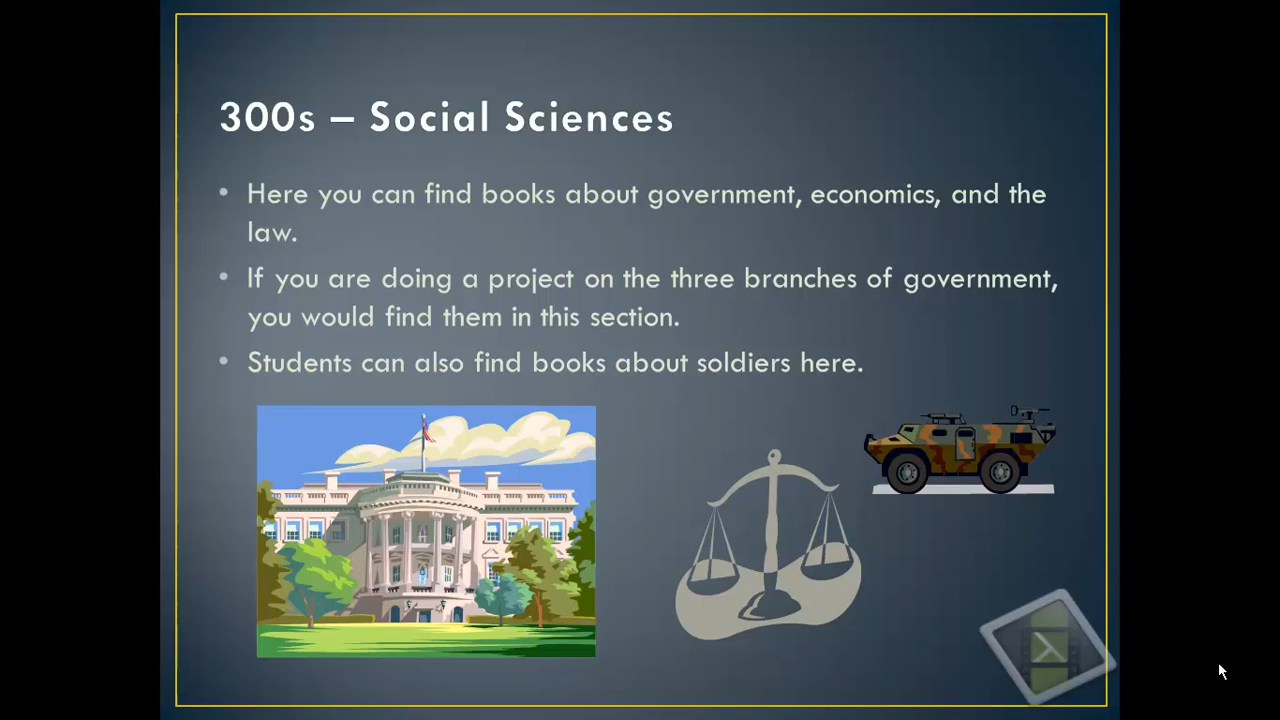 300s – Social Sciences
• Here you can find books about government, economics, and the
law.
• If you are doing a project on the three branches of government,
you would find them in this section.
• Students can also find books about soldiers here.